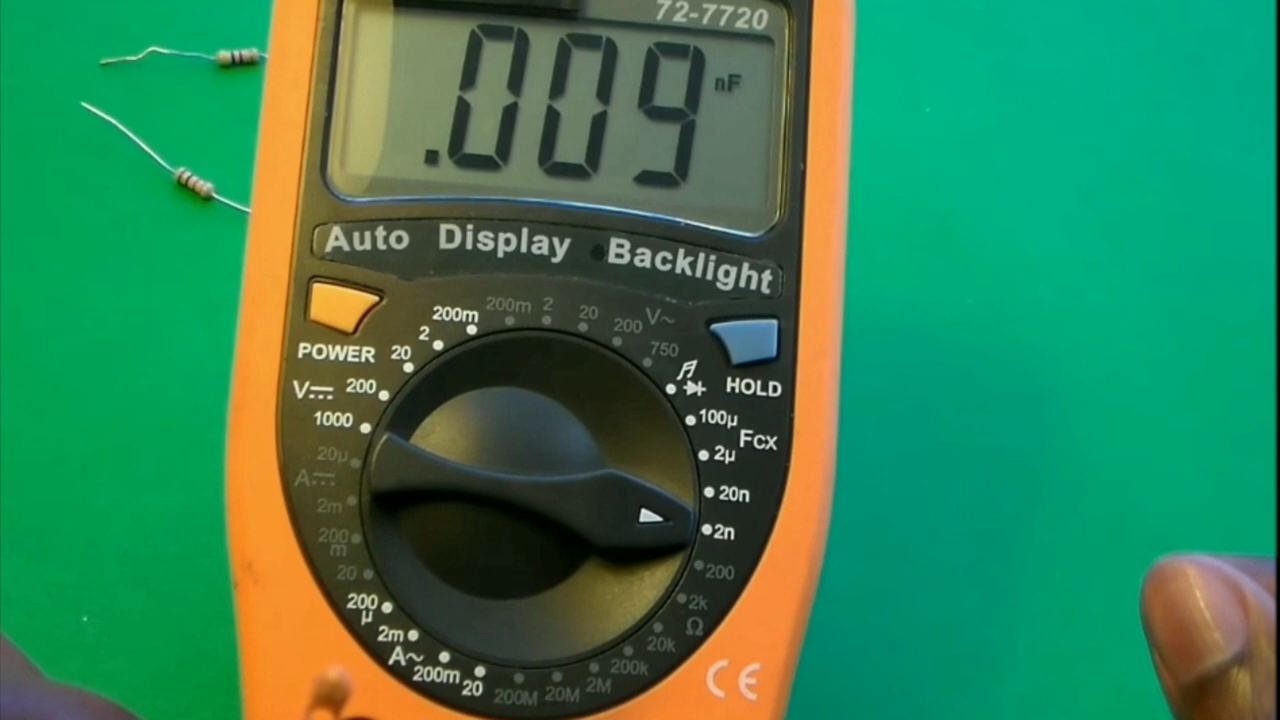 72-7720
.009 nF
Auto Display Backlight
POWER
HOLD
200m 200m 2 20 200 V~
2 750
20
V⎓ 200
1000 100µ
Fcx
20µ 2µ
A⎓ 20n
2m 2n
200m 200
20 2k
200µ Ω
2m 20k
A~ 200k
200m 20 200M 20M 2M
CE